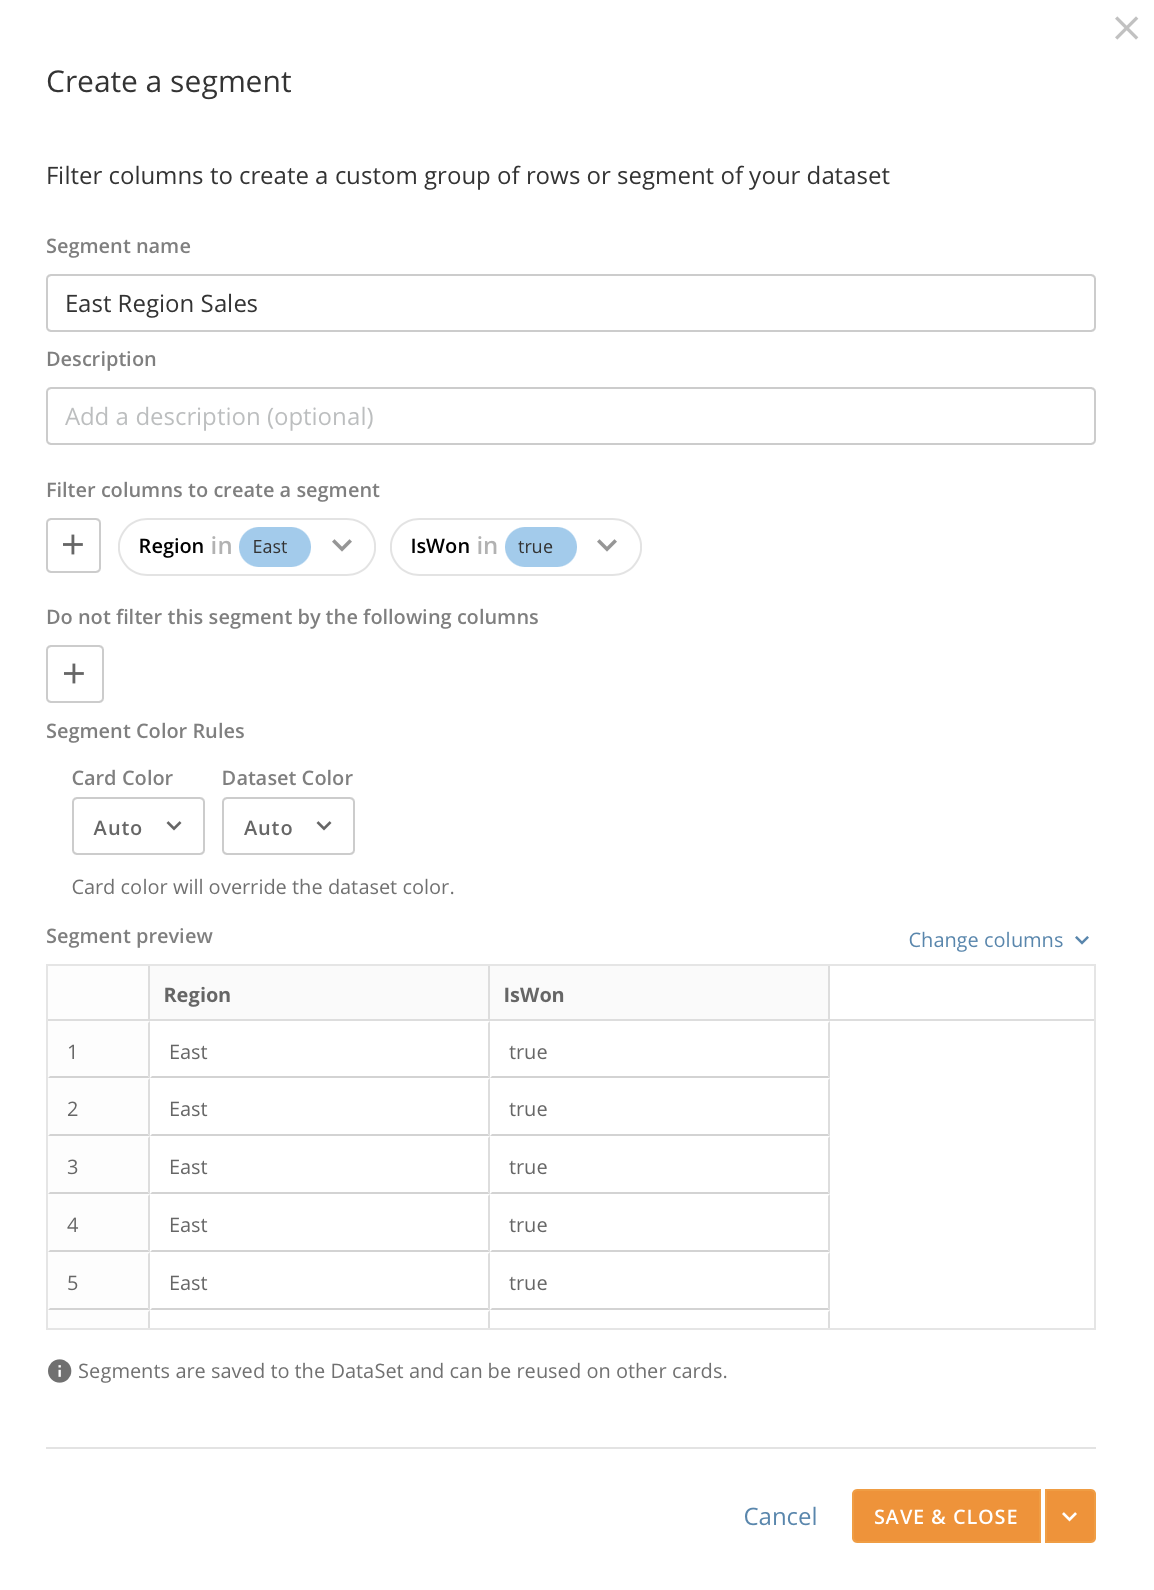 Create a segment
Filter columns to create a custom group of rows or segment of your dataset
Segment name
East Region Sales
Description
Add a description (optional)
Filter columns to create a segment
Region in East IsWon in true
Do not filter this segment by the following columns
Segment Color Rules
Card Color Dataset Color
Auto Auto
Card color will override the dataset color.
Segment preview Change columns
Region IsWon
1 East true
2 East true
3 East true
4 East true
5 East true
Segments are saved to the DataSet and can be reused on other cards.
Cancel SAVE & CLOSE